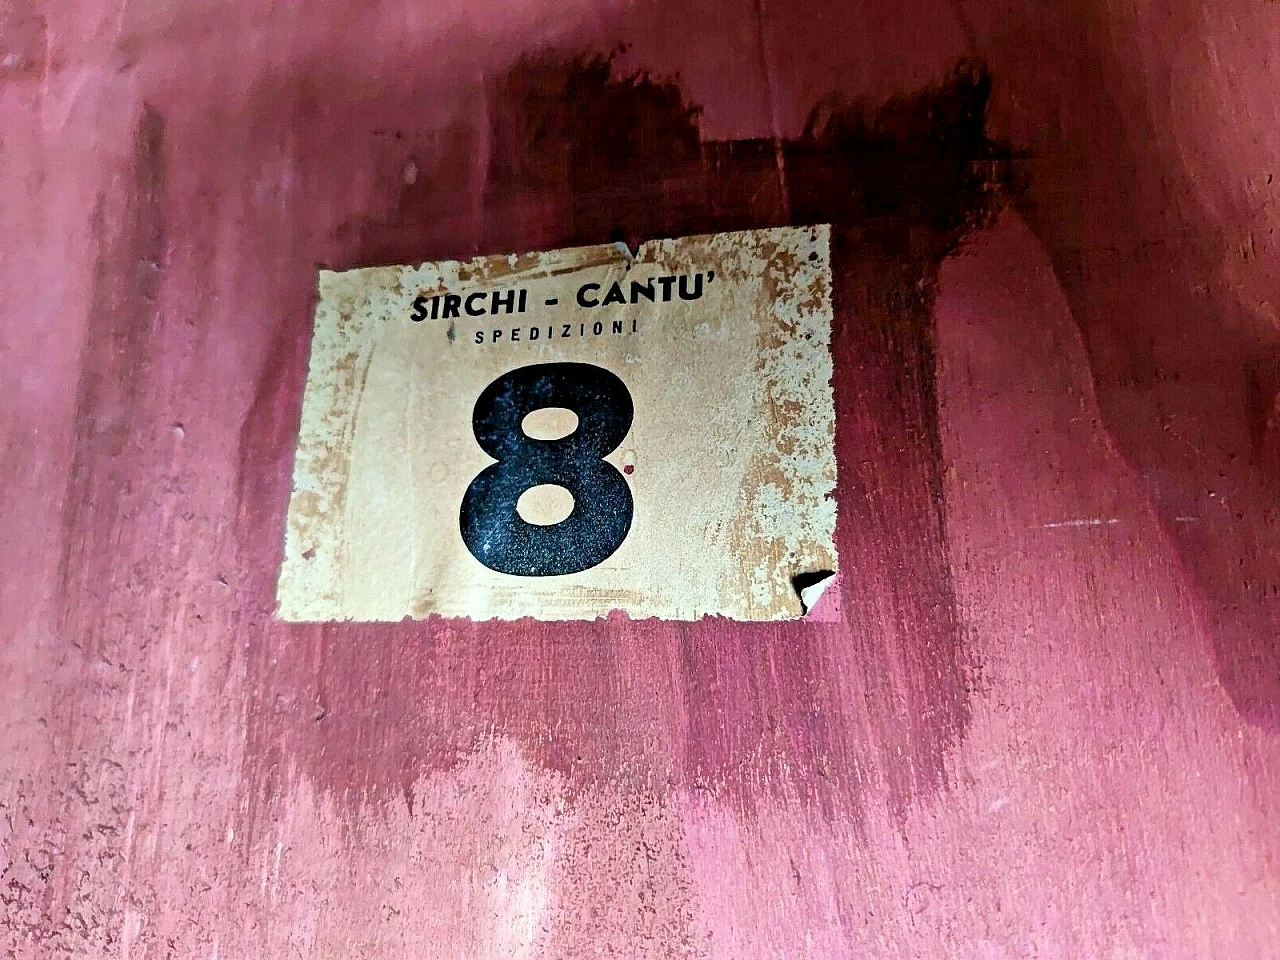 SIRCHI - CANTU'
SPEDIZIONI
8